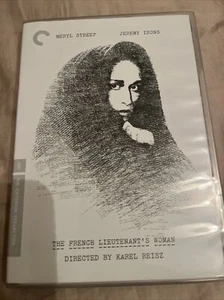 MERYL STREEP JEREMY IRONS
THE FRENCH LIEUTENANT'S WOMAN
DIRECTED BY KAREL REISZ